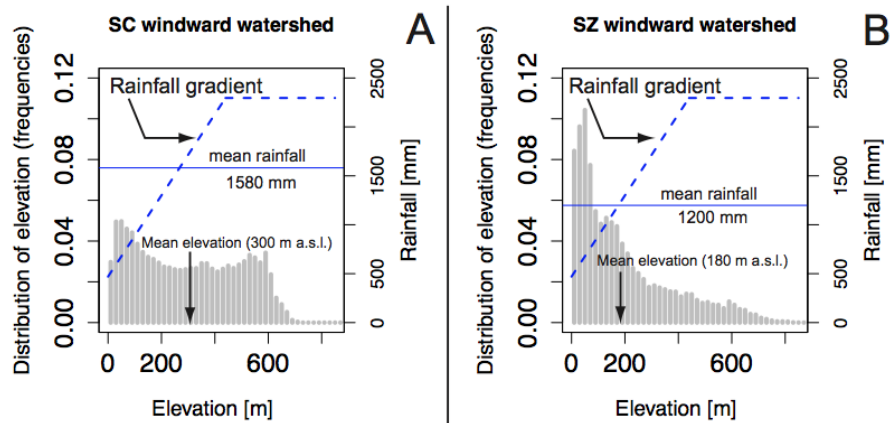 SC windward watershed
A
Distribution of elevation (frequencies)
0.12
0.08
0.04
0.00
Rainfall gradient
mean rainfall
1580 mm
Mean elevation (300 m a.s.l.)
2500
1500
500
0
Rainfall [mm]
0
200
600
Elevation [m]
SZ windward watershed
B
Distribution of elevation (frequencies)
0.12
0.08
0.04
0.00
Rainfall gradient
mean rainfall
1200 mm
Mean elevation (180 m a.s.l.)
2500
1500
500
0
Rainfall [mm]
0
200
600
Elevation [m]